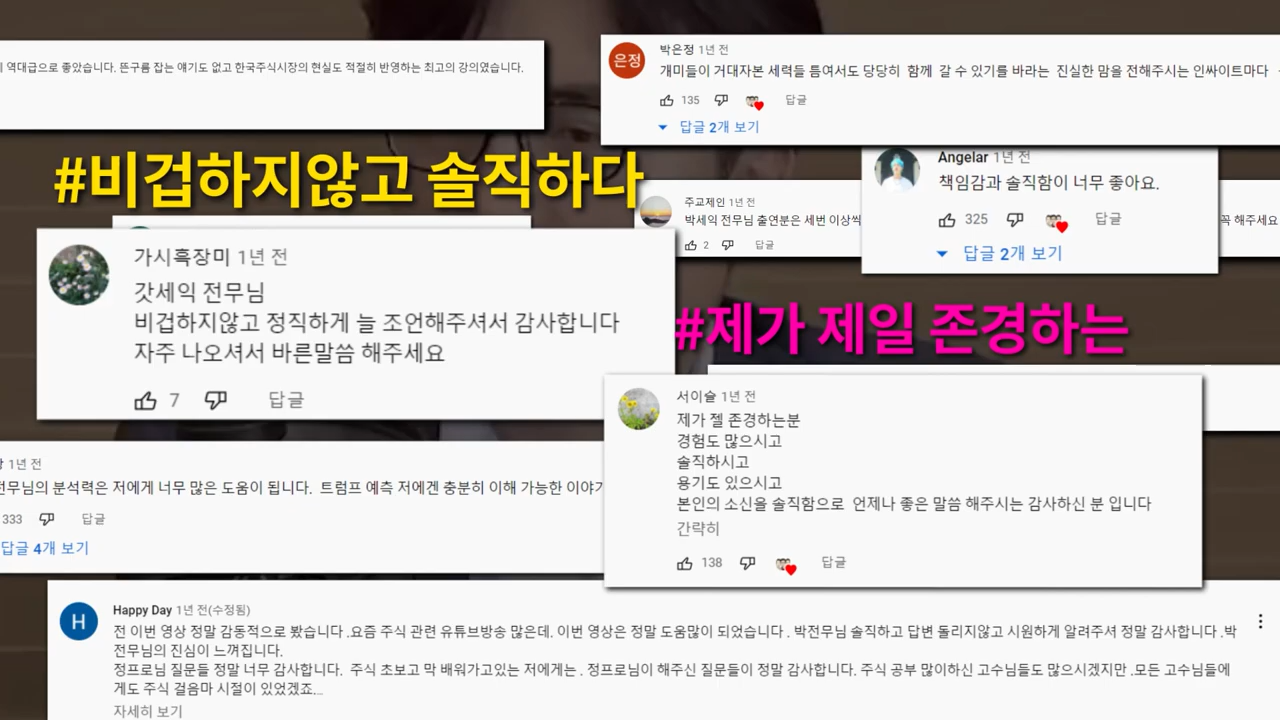 역대급으로 좋았습니다. 뜬구름 잡는 얘기도 없고 한국주식시장의 현실도 적절히 반영하는 최고의 강의였습니다.
은정
박은정 1년 전
개미들이 거대자본 세력들 틈여서도 당당히 함께 갈 수 있기를 바라는 진실한 맘을 전해주시는 인싸이트마다
135 답글
답글 2개 보기
#비겁하지않고 솔직하다
Angelar 1년 전
책임감과 솔직함이 너무 좋아요.
325 답글
답글 2개 보기
주교제인 1년 전
박세익 전무님 출연분은 세번 이상씩
꼭 해주세요
2 답글
가시흑장미 1년 전
갓세익 전무님
비겁하지않고 정직하게 늘 조언해주셔서 감사합니다
자주 나오셔서 바른말씀 해주세요
7 답글
#제가 제일 존경하는
서이슬 1년 전
제가 젤 존경하는분
경험도 많으시고
솔직하시고
용기도 있으시고
본인의 소신을 솔직함으로 언제나 좋은 말씀 해주시는 감사하신 분 입니다
간략히
138 답글
1년 전
전무님의 분석력은 저에게 너무 많은 도움이 됩니다. 트럼프 예측 저에겐 충분히 이해 가능한 이야기
333 답글
답글 4개 보기
H
Happy Day 1년 전(수정됨)
전 이번 영상 정말 감동적으로 봤습니다 .요즘 주식 관련 유튜브방송 많은데. 이번 영상은 정말 도움많이 되었습니다 . 박전무님 솔직하고 답변 돌리지않고 시원하게 알려주셔 정말 감사합니다 .박
전무님의 진심이 느껴집니다.
정프로님 질문들 정말 너무 감사합니다. 주식 초보고 막 배워가고있는 저에게는 . 정프로님이 해주신 질문들이 정말 감사합니다. 주식 공부 많이하신 고수님들도 많으시겠지만 .모든 고수님들에
게도 주식 걸음마 시절이 있었겠죠...
자세히 보기